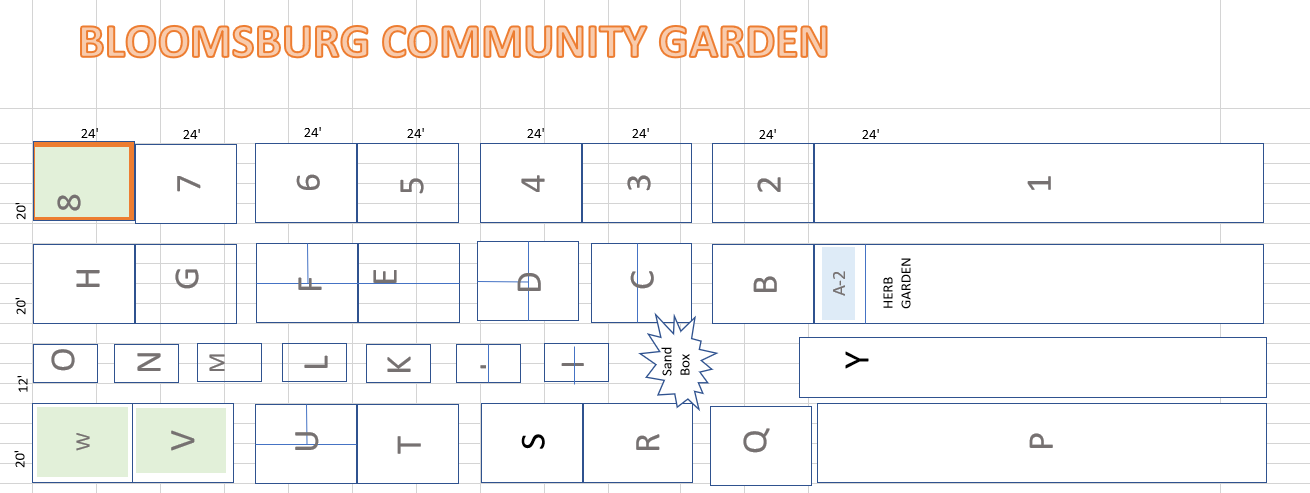 BLOOMSBURG COMMUNITY GARDEN
24' 24' 24' 24' 24' 24' 24' 24'
20' 8 7 6 5 4 3 2 1
20' H G F E D C B A-2 HERB
GARDEN
12' O N M L K I Sand
Box Y
20' W V U T S R Q P